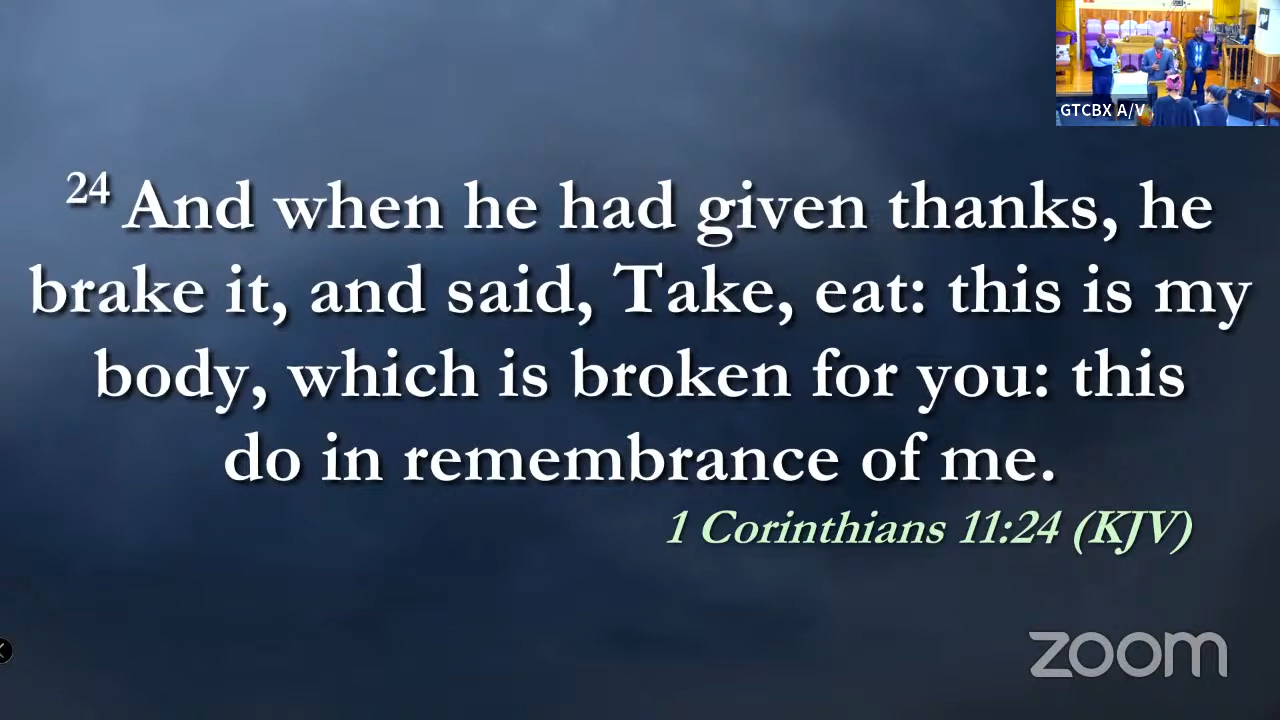 GTCBX A/V
24 And when he had given thanks, he
brake it, and said, Take, eat: this is my
body, which is broken for you: this
do in remembrance of me.
1 Corinthians 11:24 (KJV)
zoom